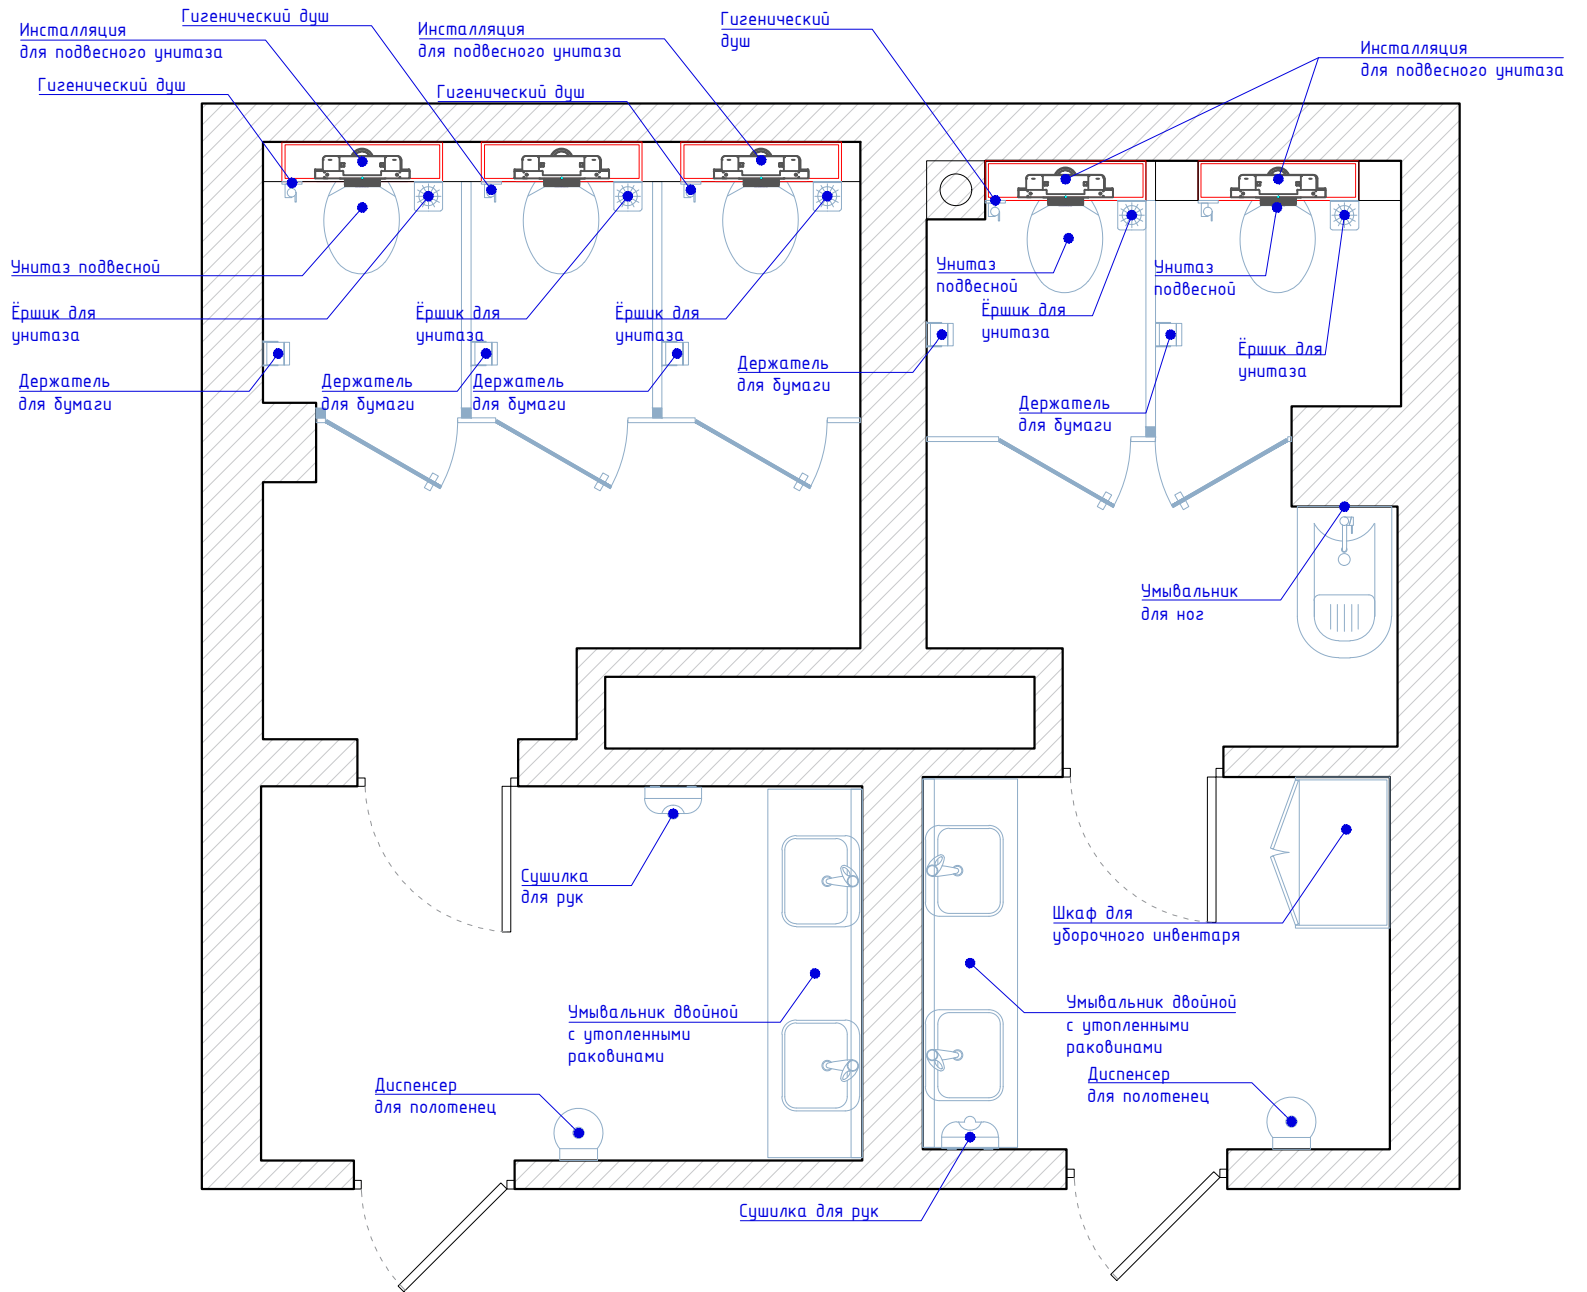 Гигенический душ
Инсталляция
для подвесного унитаза
Гигенический душ
Инсталляция
для подвесного унитаза
Гигенический душ
Гигенический
душ
Инсталляция
для подвесного унитаза
Унитаз подвесной
Ёршик для
унитаза
Ёршик для
унитаза
Ёршик для
унитаза
Держатель
для бумаги
Держатель
для бумаги
Держатель
для бумаги
Держатель
для бумаги
Унитаз
подвесной
Ёршик для
унитаза
Унитаз
подвесной
Ёршик для
унитаза
Держатель
для бумаги
Умывальник
для ног
Сушилка
для рук
Шкаф для
уборочного инвентаря
Умывальник двойной
с утопленными
раковинами
Умывальник двойной
с утопленными
раковинами
Диспенсер
для полотенец
Диспенсер
для полотенец
Сушилка для рук